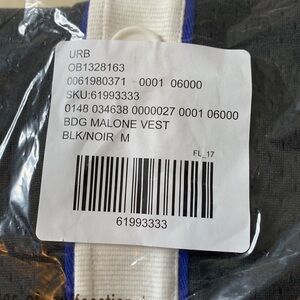 URB
OB1328163
0061980371 0001 06000
SKU:61993333
0148 034638 0000027 0001 06000
BDG MALONE VEST
BLK/NOIR M
FL_17
61993333